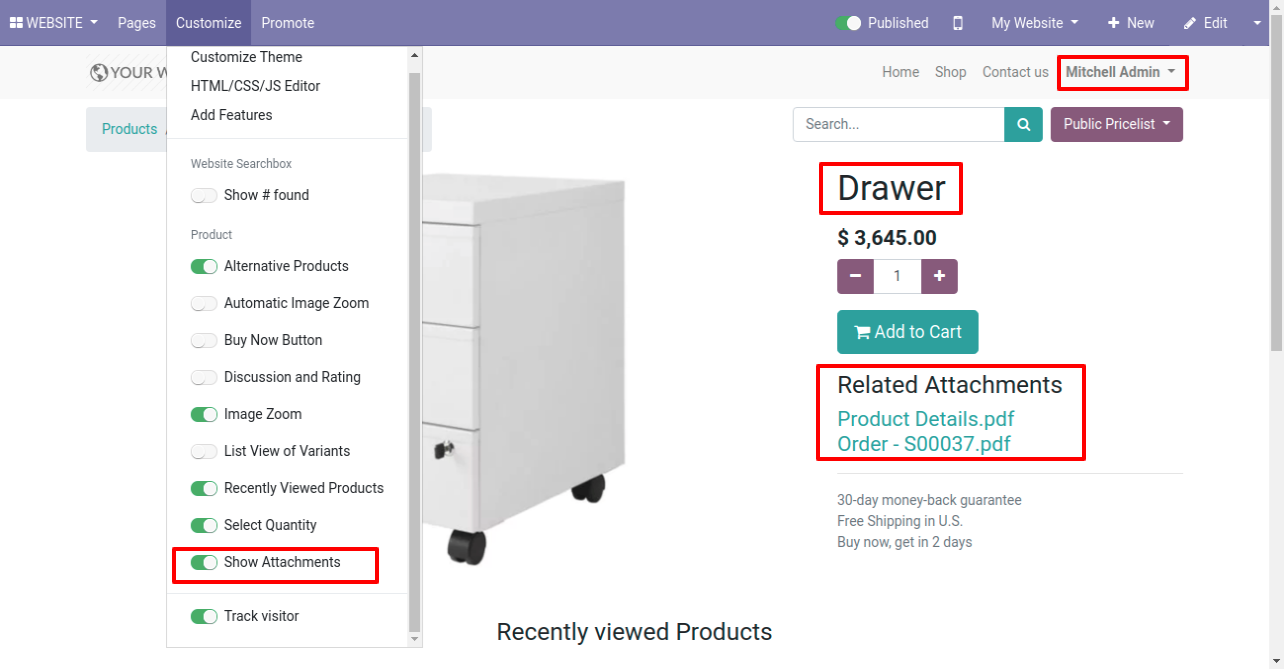 WEBSITE Pages Customize Promote Published My Website New Edit
Customize Theme
HTML/CSS/JS Editor
Add Features
Website Searchbox
Show # found
Product
Alternative Products
Automatic Image Zoom
Buy Now Button
Discussion and Rating
Image Zoom
List View of Variants
Recently Viewed Products
Select Quantity
Show Attachments
Track visitor
YOUR W
Home Shop Contact us Mitchell Admin
Products /
Search... Public Pricelist
Drawer
$ 3,645.00
1
Add to Cart
Related Attachments
Product Details.pdf
Order - S00037.pdf
30-day money-back guarantee
Free Shipping in U.S.
Buy now, get in 2 days
Recently viewed Products